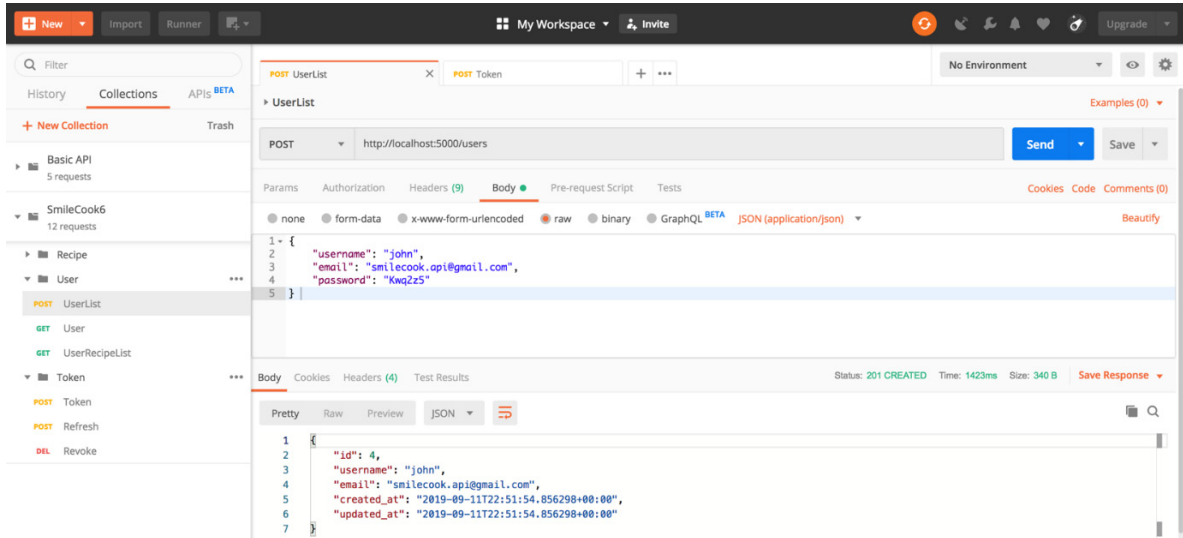 New Import Runner My Workspace Invite Upgrade
Filter
History Collections APIs BETA
+ New Collection Trash
Basic API
5 requests
SmileCook6
12 requests
Recipe
User
POST UserList
GET User
GET UserRecipeList
Token
POST Token
POST Refresh
DEL Revoke
POST UserList POST Token No Environment
UserList Examples (0)
POST http://localhost:5000/users Send Save
Params Authorization Headers (9) Body Pre-request Script Tests Cookies Code Comments (0)
none form-data x-www-form-urlencoded raw binary GraphQL BETA JSON (application/json) Beautify
1 {
2 "username": "john",
3 "email": "smilecook.api@gmail.com",
4 "password": "Kwq2z5"
5 }
Body Cookies Headers (4) Test Results Status: 201 CREATED Time: 1423ms Size: 340 B Save Response
Pretty Raw Preview JSON
1 {
2 "id": 4,
3 "username": "john",
4 "email": "smilecook.api@gmail.com",
5 "created_at": "2019-09-11T22:51:54.856298+00:00",
6 "updated_at": "2019-09-11T22:51:54.856298+00:00"
7 }